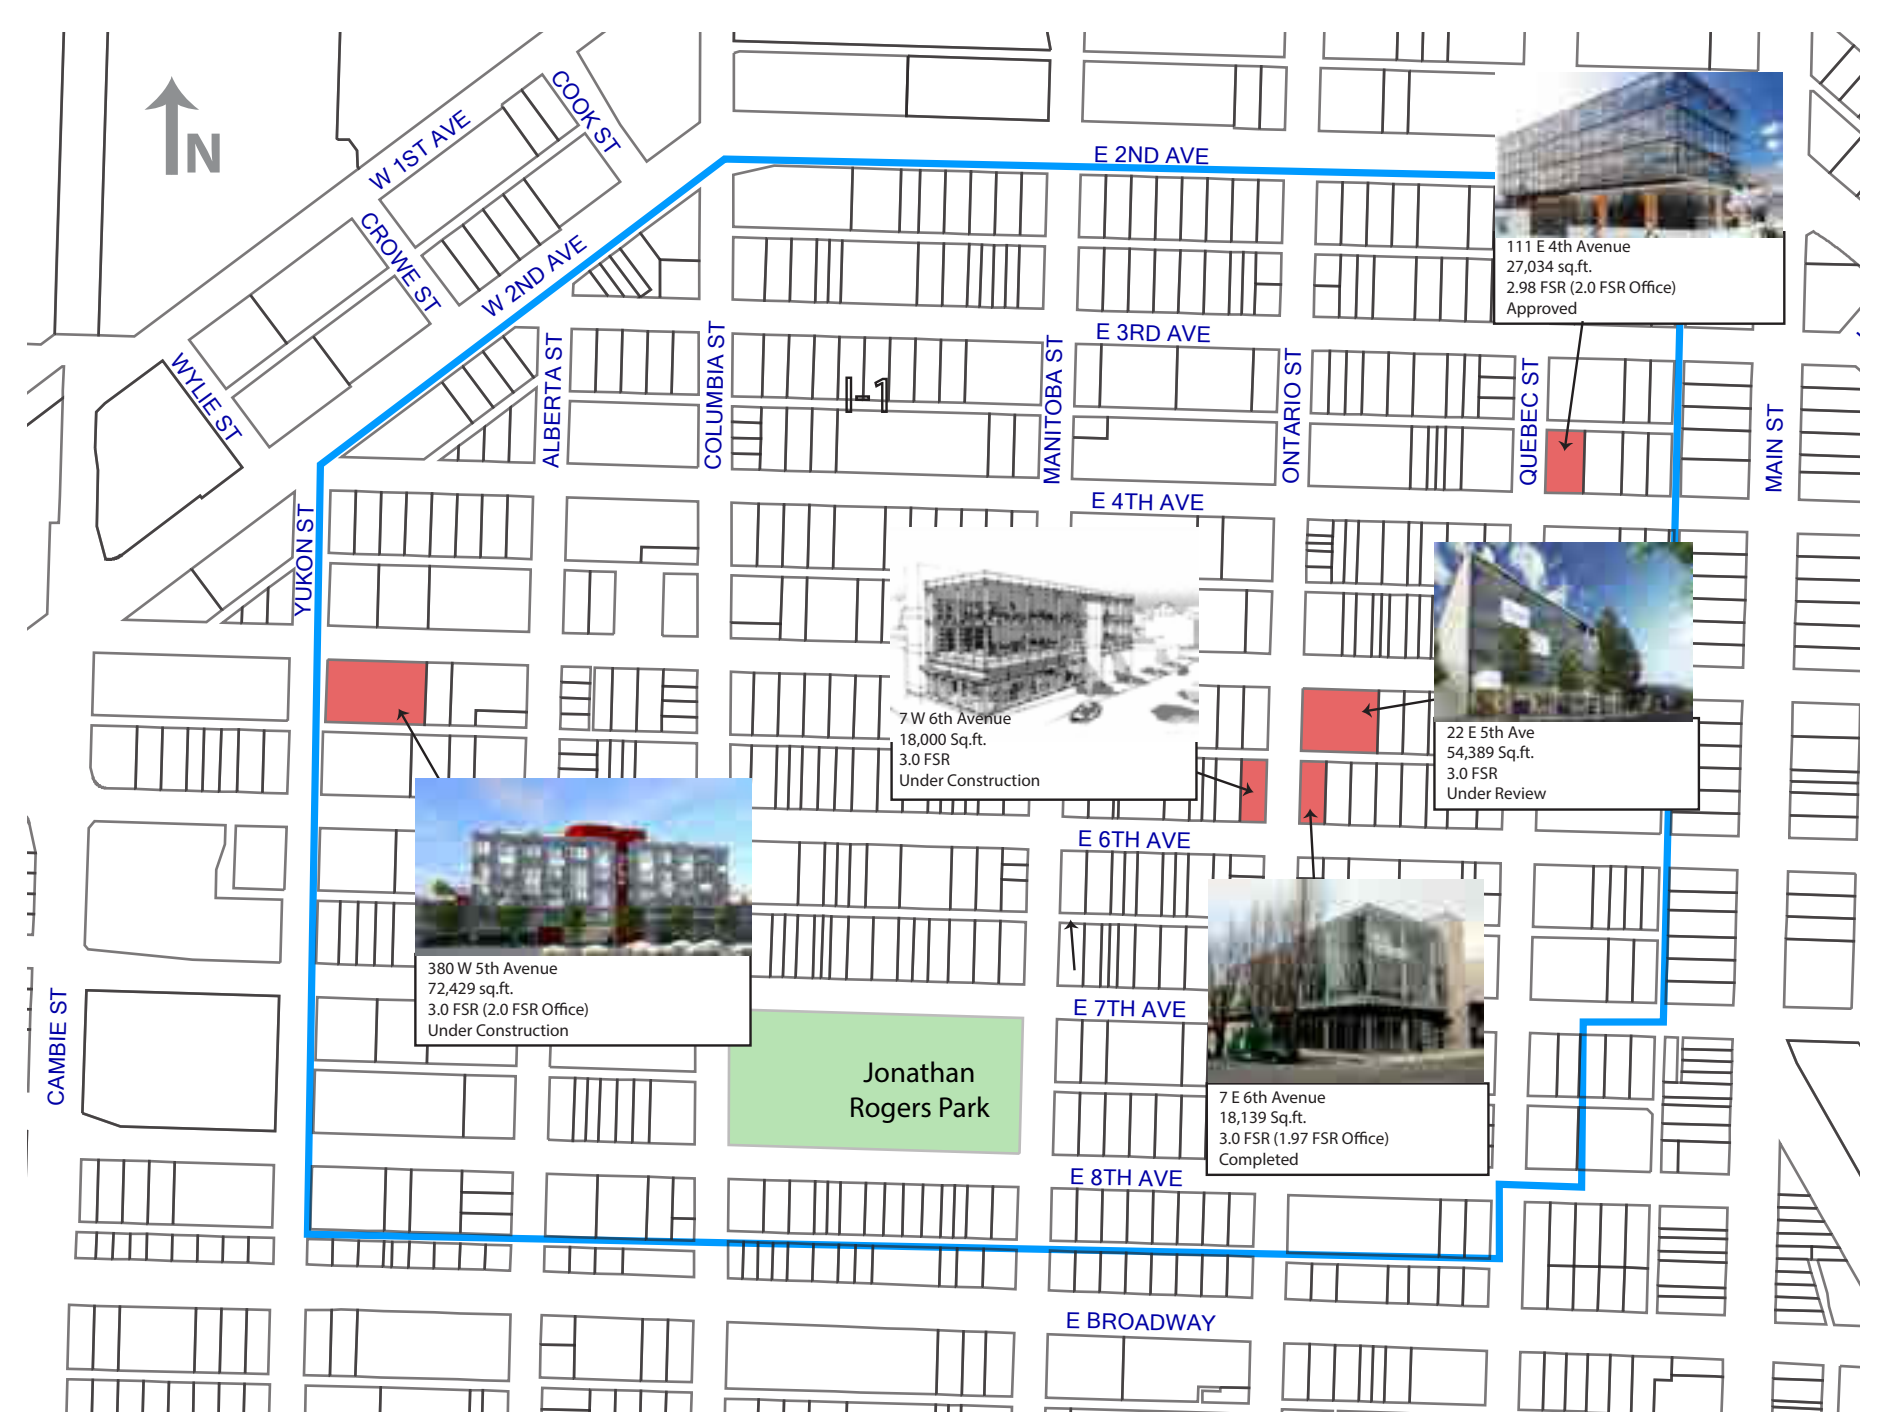 N
W 1ST AVE
COOK ST
CROWE ST
W 2ND AVE
WYLIE ST
E 2ND AVE
111 E 4th Avenue
27,034 sq.ft.
2.98 FSR (2.0 FSR Office)
Approved
E 3RD AVE
I-1
ALBERTA ST
COLUMBIA ST
MANITOBA ST
ONTARIO ST
QUEBEC ST
MAIN ST
E 4TH AVE
YUKON ST
7 W 6th Avenue
18,000 Sq.ft.
3.0 FSR
Under Construction
22 E 5th Ave
54,389 Sq.ft.
3.0 FSR
Under Review
E 6TH AVE
380 W 5th Avenue
72,429 sq.ft.
3.0 FSR (2.0 FSR Office)
Under Construction
E 7TH AVE
CAMBIE ST
Jonathan
Rogers Park
7 E 6th Avenue
18,139 Sq.ft.
3.0 FSR (1.97 FSR Office)
Completed
E 8TH AVE
E BROADWAY